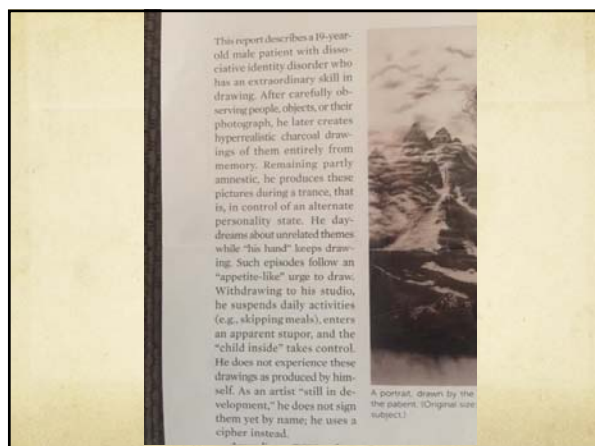 This report describes a 19-year-
old male patient with disso-
ciative identity disorder who
has an extraordinary skill in
drawing. After carefully ob-
serving people, objects, or their
photograph, he later creates
hyperrealistic charcoal draw-
ings of them entirely from
memory. Remaining partly
amnestic, he produces these
pictures during a trance, that
is, in control of an alternate
personality state. He day-
dreams about unrelated themes
while "his hand" keeps draw-
ing. Such episodes follow an
"appetite-like" urge to draw.
Withdrawing to his studio,
he suspends daily activities
(e.g., skipping meals), enters
an apparent stupor, and the
"child inside" takes control.
He does not experience these
drawings as produced by him-
self. As an artist "still in de-
velopment," he does not sign
them yet by name; he uses a
cipher instead.
A portrait, drawn by the
the patient. (Original size
subject.)